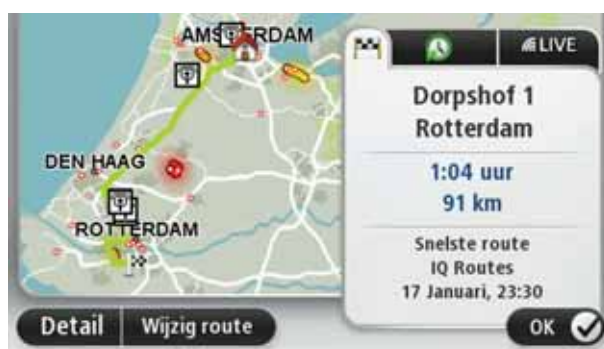 AMSTERDAM
DEN HAAG
ROTTERDAM
LIVE
Dorpshof 1
Rotterdam
1:04 uur
91 km
Snelste route
IQ Routes
17 Januari, 23:30
Detail
Wijzig route
OK